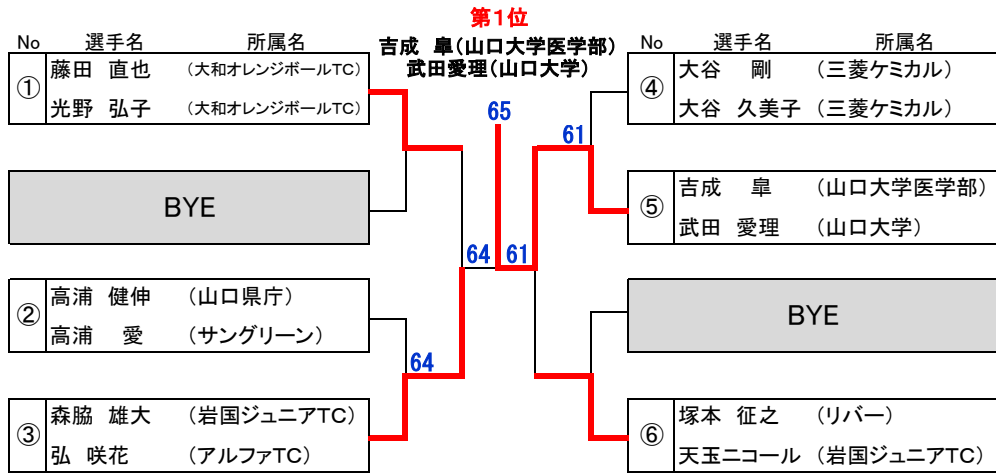 第1位
吉成 皐(山口大学医学部)
武田愛理(山口大学)
No 選手名 所属名
① 藤田 直也 (大和オレンジボールTC)
光野 弘子 (大和オレンジボールTC)
BYE
② 高浦 健伸 (山口県庁)
高浦 愛 (サングリーン)
③ 森脇 雄大 (岩国ジュニアTC)
弘 咲花 (アルファTC)
64
64
65
61
61
No 選手名 所属名
④ 大谷 剛 (三菱ケミカル)
大谷 久美子 (三菱ケミカル)
⑤ 吉成 皐 (山口大学医学部)
武田 愛理 (山口大学)
BYE
⑥ 塚本 征之 (リバー)
天玉ニコール (岩国ジュニアTC)